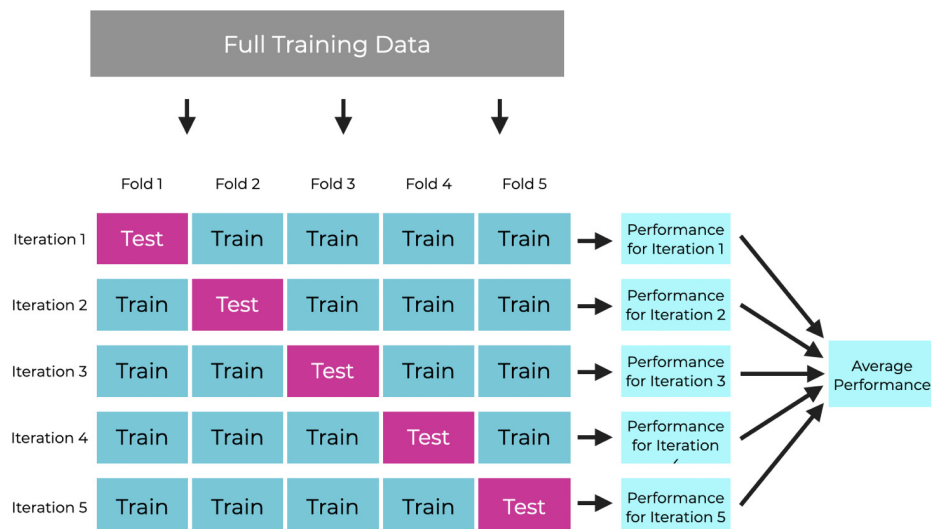 Full Training Data
Fold 1 Fold 2 Fold 3 Fold 4 Fold 5
Iteration 1 Test Train Train Train Train Performance
for Iteration 1
Iteration 2 Train Test Train Train Train Performance
for Iteration 2
Iteration 3 Train Train Test Train Train Performance
for Iteration 3
Average
Performance
Iteration 4 Train Train Train Test Train Performance
for Iteration
Iteration 5 Train Train Train Train Test Performance
for Iteration 5